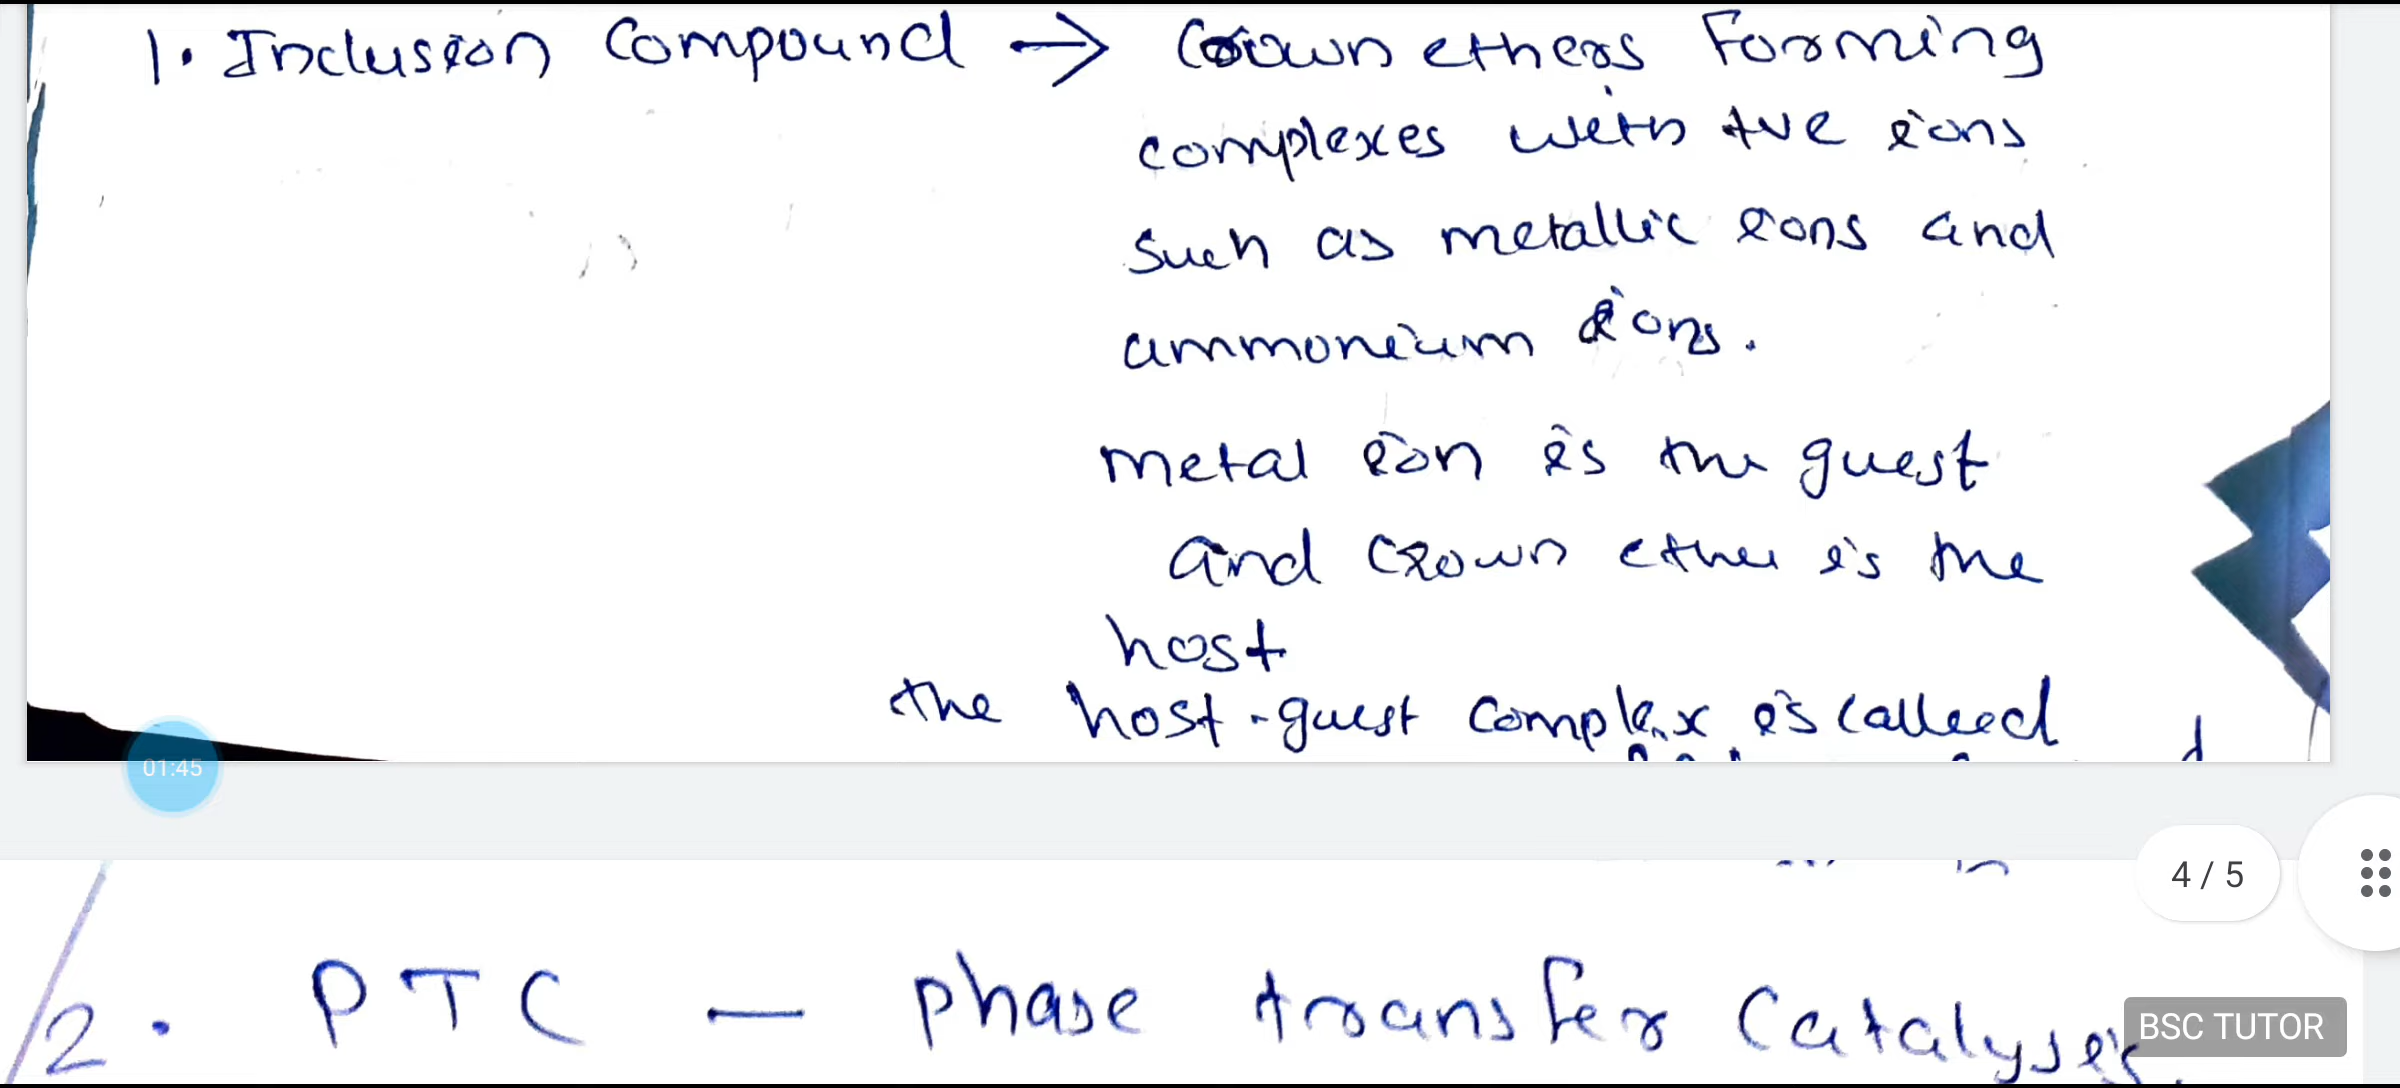 1. Inclusion Compound → Crown ethers Forming
complexes with +ve ions
such as metallic ions and
ammonium ions.
metal ion is the guest
and Crown ether is the
host
the host-guest complex is called
01:45
4 / 5
2. PTC — phase transfer Catalysis
BSC TUTOR